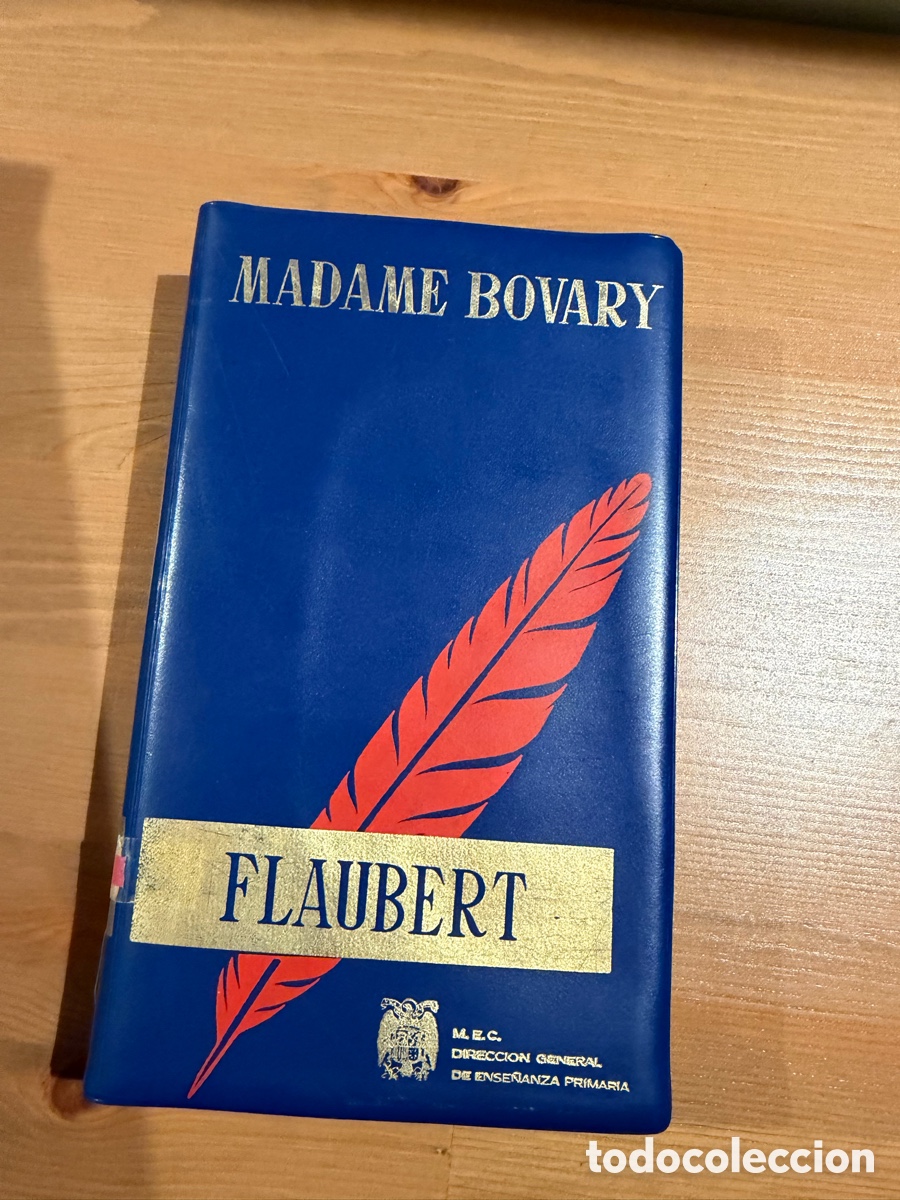 MADAME BOVARY
FLAUBERT
M. E. C.
DIRECCION GENERAL
DE ENSEÑANZA PRIMARIA
todocoleccion